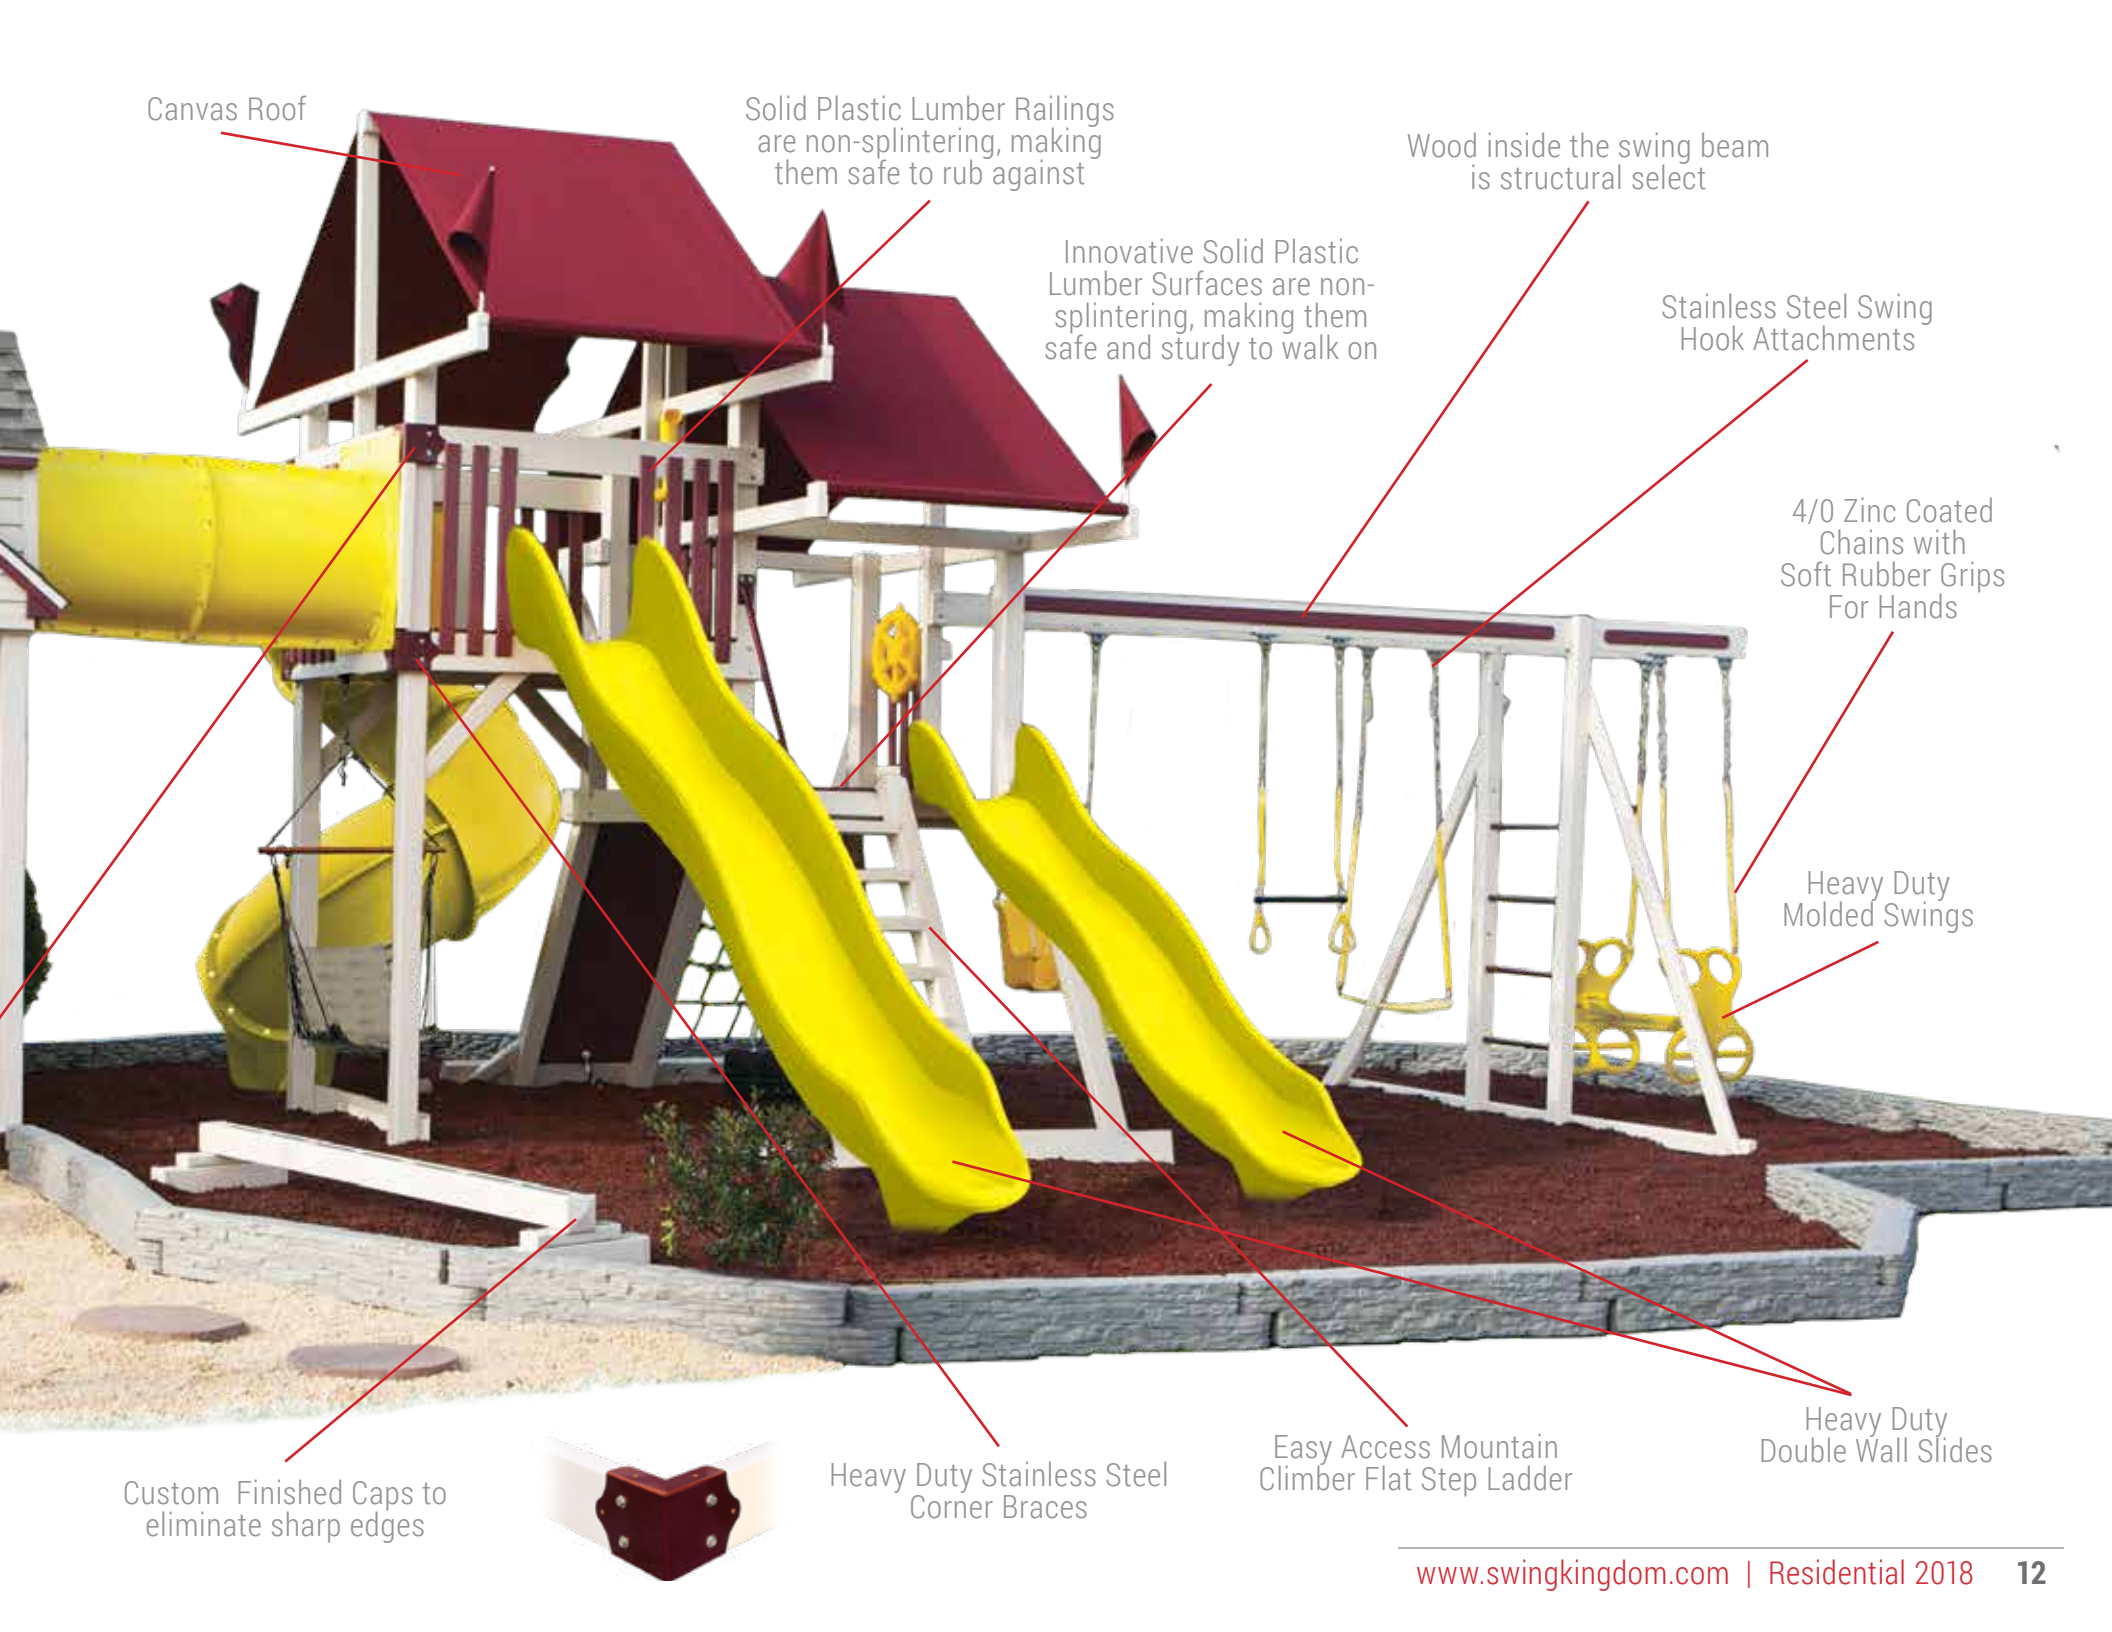 Canvas Roof
Solid Plastic Lumber Railings
are non-splintering, making
them safe to rub against
Wood inside the swing beam
is structural select
Innovative Solid Plastic
Lumber Surfaces are non-
splintering, making them
safe and sturdy to walk on
Stainless Steel Swing
Hook Attachments
4/0 Zinc Coated
Chains with
Soft Rubber Grips
For Hands
Heavy Duty
Molded Swings
Heavy Duty
Double Wall Slides
Easy Access Mountain
Climber Flat Step Ladder
Heavy Duty Stainless Steel
Corner Braces
Custom Finished Caps to
eliminate sharp edges
www.swingkingdom.com | Residential 2018 12